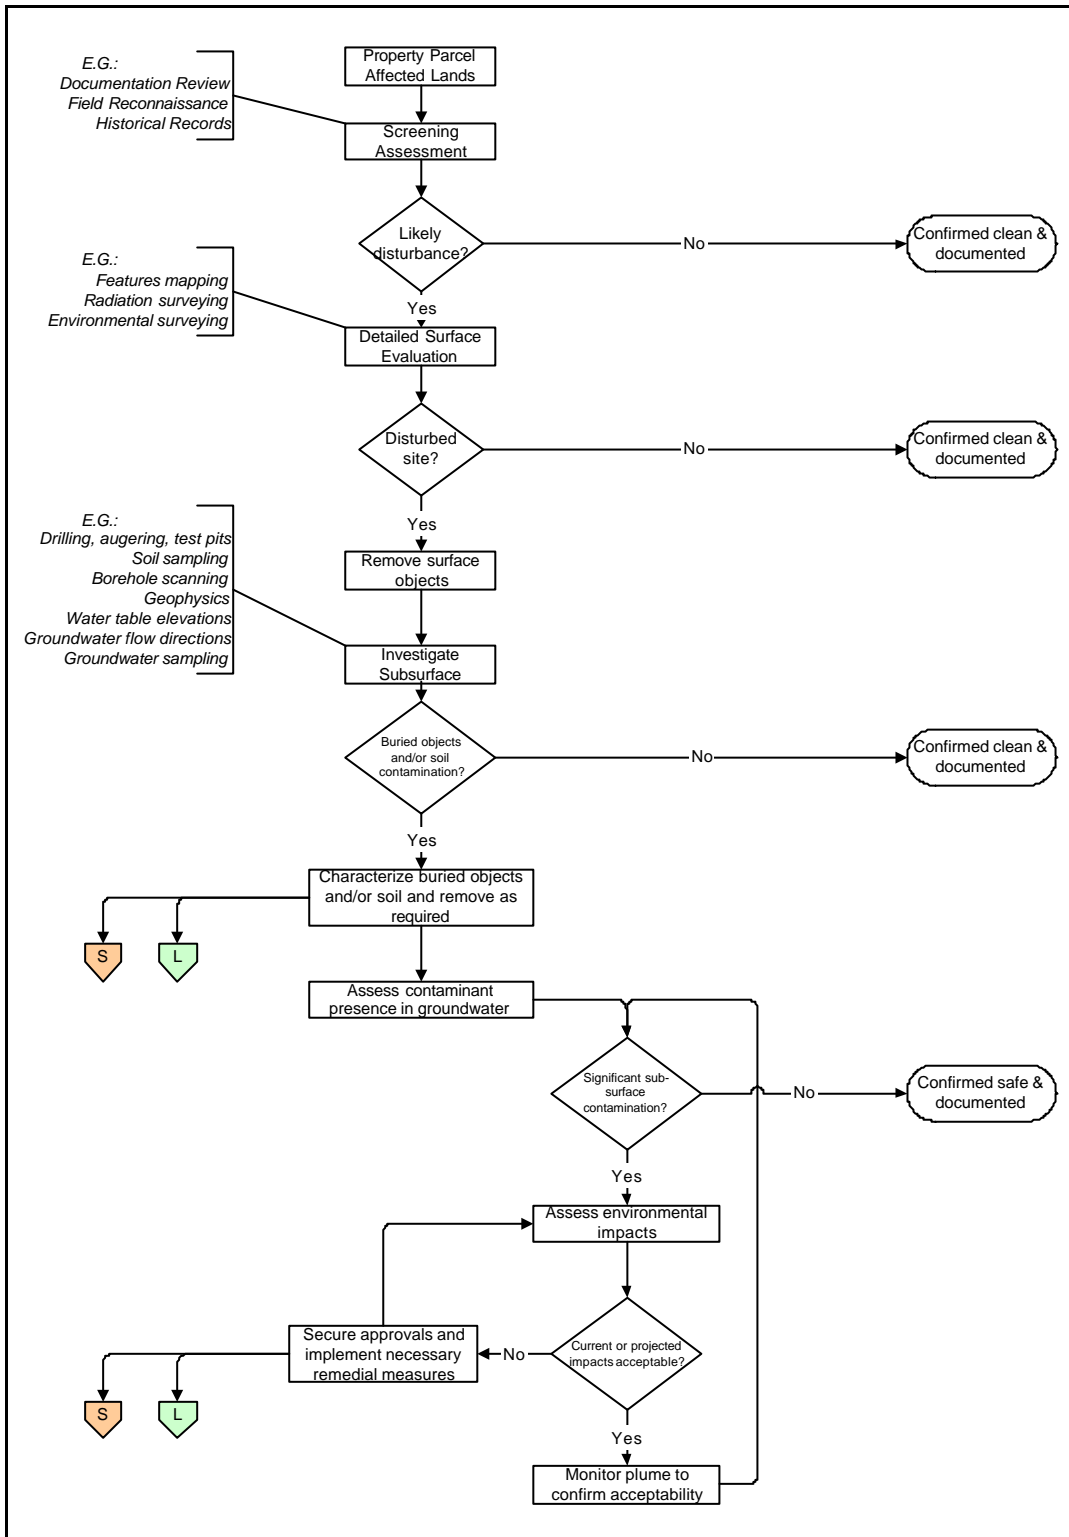 Property Parcel
Affected Lands
E.G.:
Documentation Review
Field Reconnaissance
Historical Records
Screening
Assessment
Likely
disturbance?
No
Confirmed clean &
documented
Yes
E.G.:
Features mapping
Radiation surveying
Environmental surveying
Detailed Surface
Evaluation
Disturbed
site?
No
Confirmed clean &
documented
Yes
Remove surface
objects
E.G.:
Drilling, augering, test pits
Soil sampling
Borehole scanning
Geophysics
Water table elevations
Groundwater flow directions
Groundwater sampling
Investigate
Subsurface
Buried objects
and/or soil
contamination?
No
Confirmed clean &
documented
Yes
Characterize buried objects
and/or soil and remove as
required
S
L
Assess contaminant
presence in groundwater
Significant sub-
surface
contamination?
No
Confirmed safe &
documented
Yes
Assess environmental
impacts
Current or projected
impacts acceptable?
No
Secure approvals and
implement necessary
remedial measures
S
L
Yes
Monitor plume to
confirm acceptability